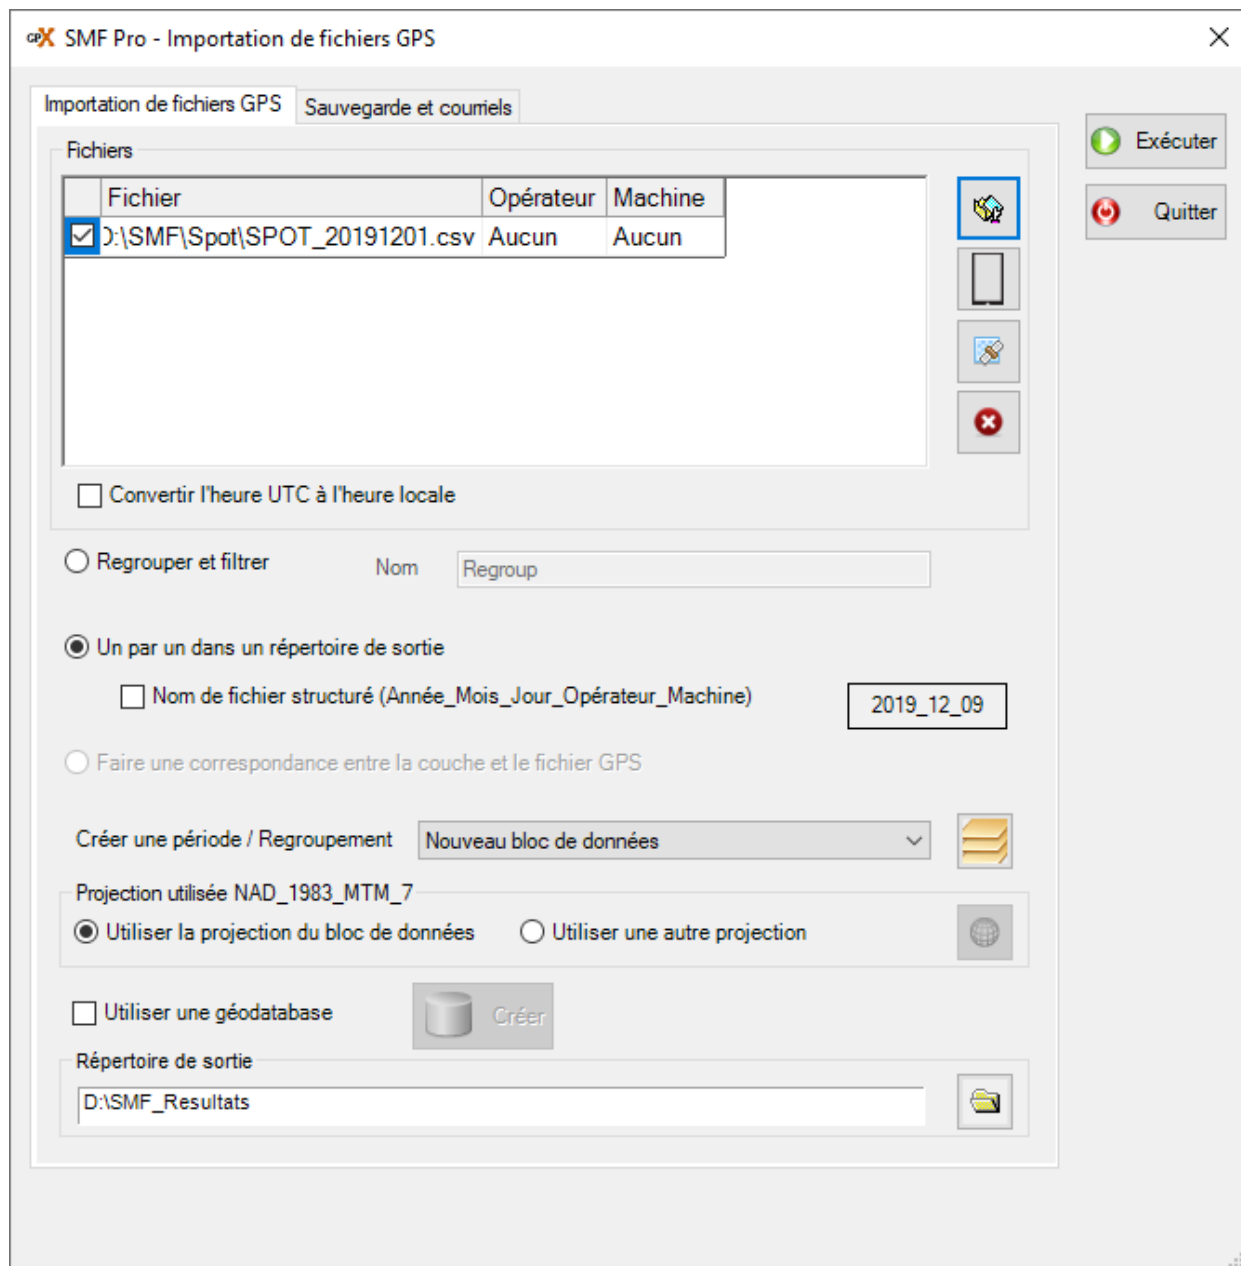 GPX SMF Pro - Importation de fichiers GPS
Importation de fichiers GPS Sauvegarde et courriels
Exécuter
Fichiers
Fichier Opérateur Machine
D:\SMF\Spot\SPOT_20191201.csv Aucun Aucun
Quitter
Convertir l'heure UTC à l'heure locale
Regrouper et filtrer Nom Regroup
Un par un dans un répertoire de sortie
Nom de fichier structuré (Année_Mois_Jour_Opérateur_Machine) 2019_12_09
Faire une correspondance entre la couche et le fichier GPS
Créer une période / Regroupement Nouveau bloc de données
Projection utilisée NAD_1983_MTM_7
Utiliser la projection du bloc de données Utiliser une autre projection
Utiliser une géodatabase Créer
Répertoire de sortie
D:\SMF_Resultats